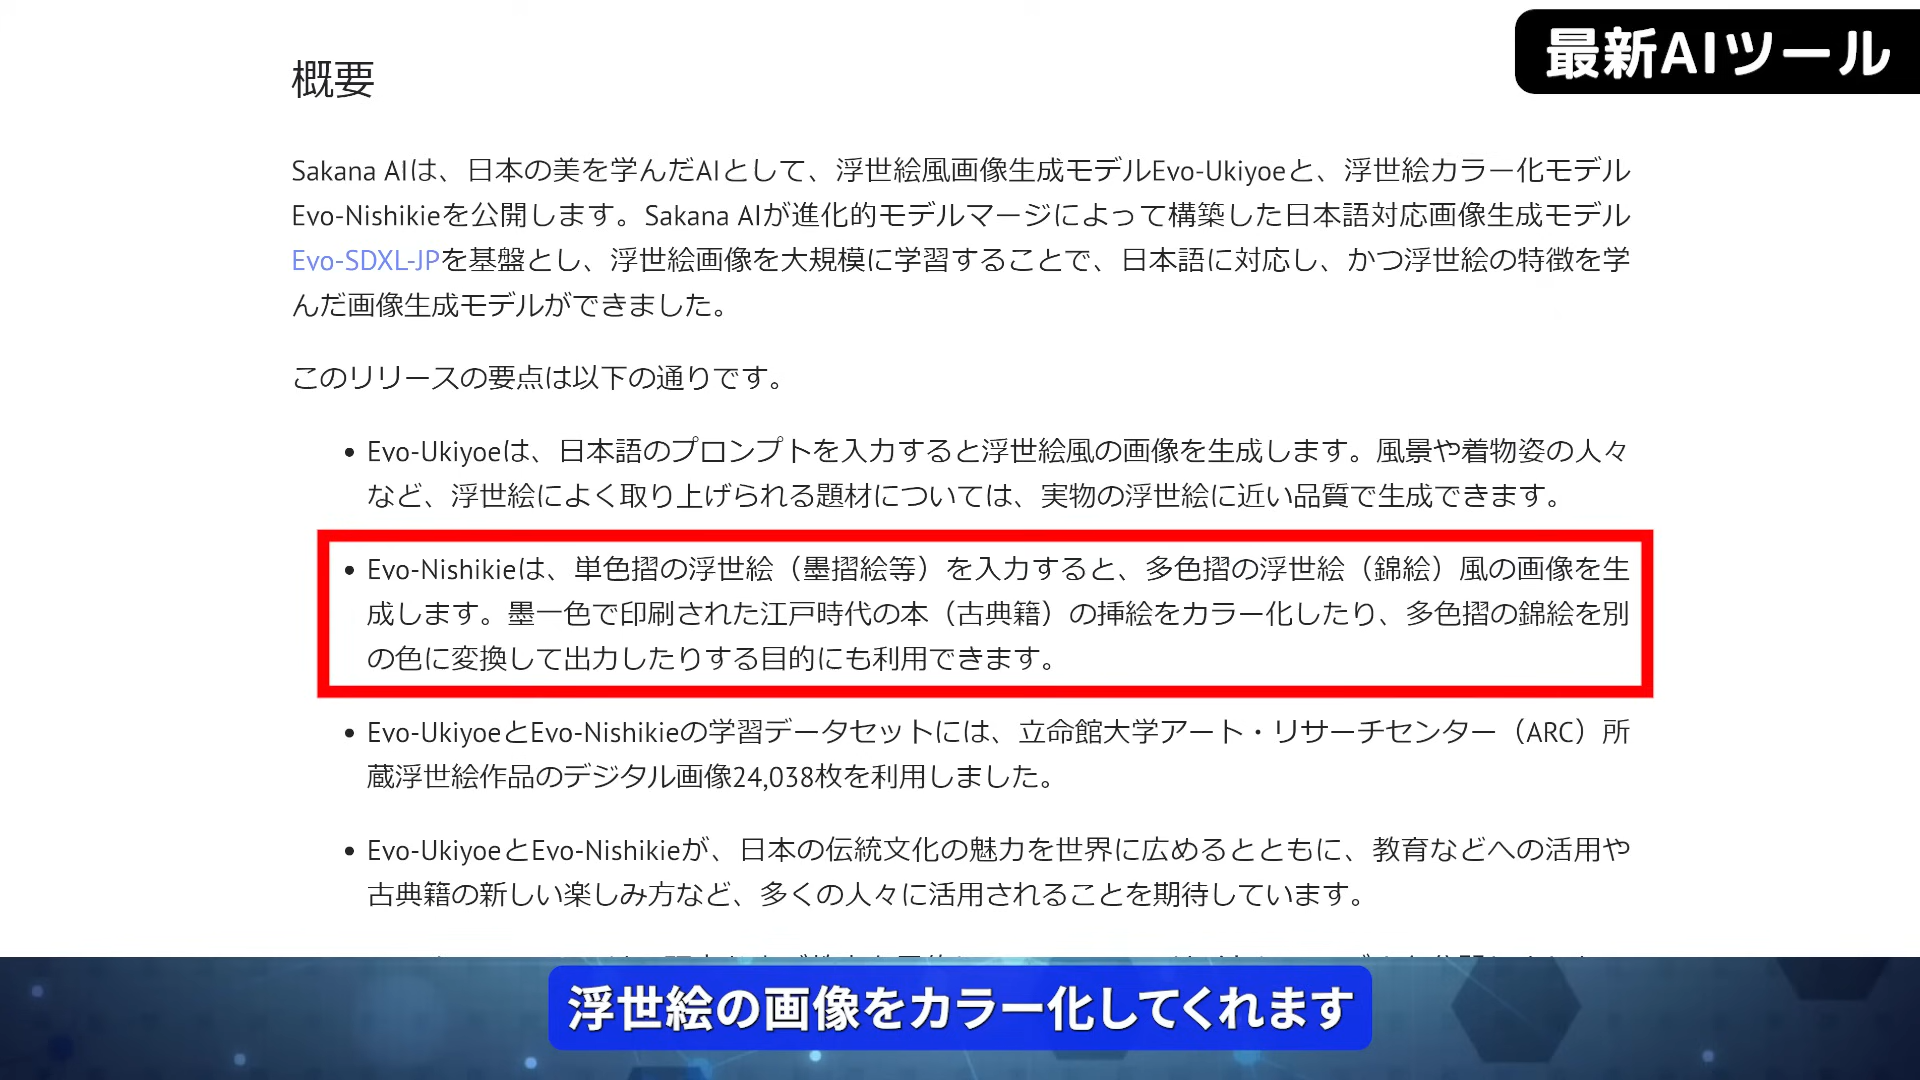 最新AIツール
概要
Sakana AIは、日本の美を学んだAIとして、浮世絵風画像生成モデルEvo-Ukiyoeと、浮世絵カラー化モデル
Evo-Nishikieを公開します。Sakana AIが進化的モデルマージによって構築した日本語対応画像生成モデル
Evo-SDXL-JPを基盤とし、浮世絵画像を大規模に学習することで、日本語に対応し、かつ浮世絵の特徴を学
んだ画像生成モデルができました。
このリリースの要点は以下の通りです。
• Evo-Ukiyoeは、日本語のプロンプトを入力すると浮世絵風の画像を生成します。風景や着物姿の人々
など、浮世絵によく取り上げられる題材については、実物の浮世絵に近い品質で生成できます。
• Evo-Nishikieは、単色摺の浮世絵（墨摺絵等）を入力すると、多色摺の浮世絵（錦絵）風の画像を生
成します。墨一色で印刷された江戸時代の本（古典籍）の挿絵をカラー化したり、多色摺の錦絵を別
の色に変換して出力したりする目的にも利用できます。
• Evo-UkiyoeとEvo-Nishikieの学習データセットには、立命館大学アート・リサーチセンター（ARC）所
蔵浮世絵作品のデジタル画像24,038枚を利用しました。
• Evo-UkiyoeとEvo-Nishikieが、日本の伝統文化の魅力を世界に広めるとともに、教育などへの活用や
古典籍の新しい楽しみ方など、多くの人々に活用されることを期待しています。
浮世絵の画像をカラー化してくれます